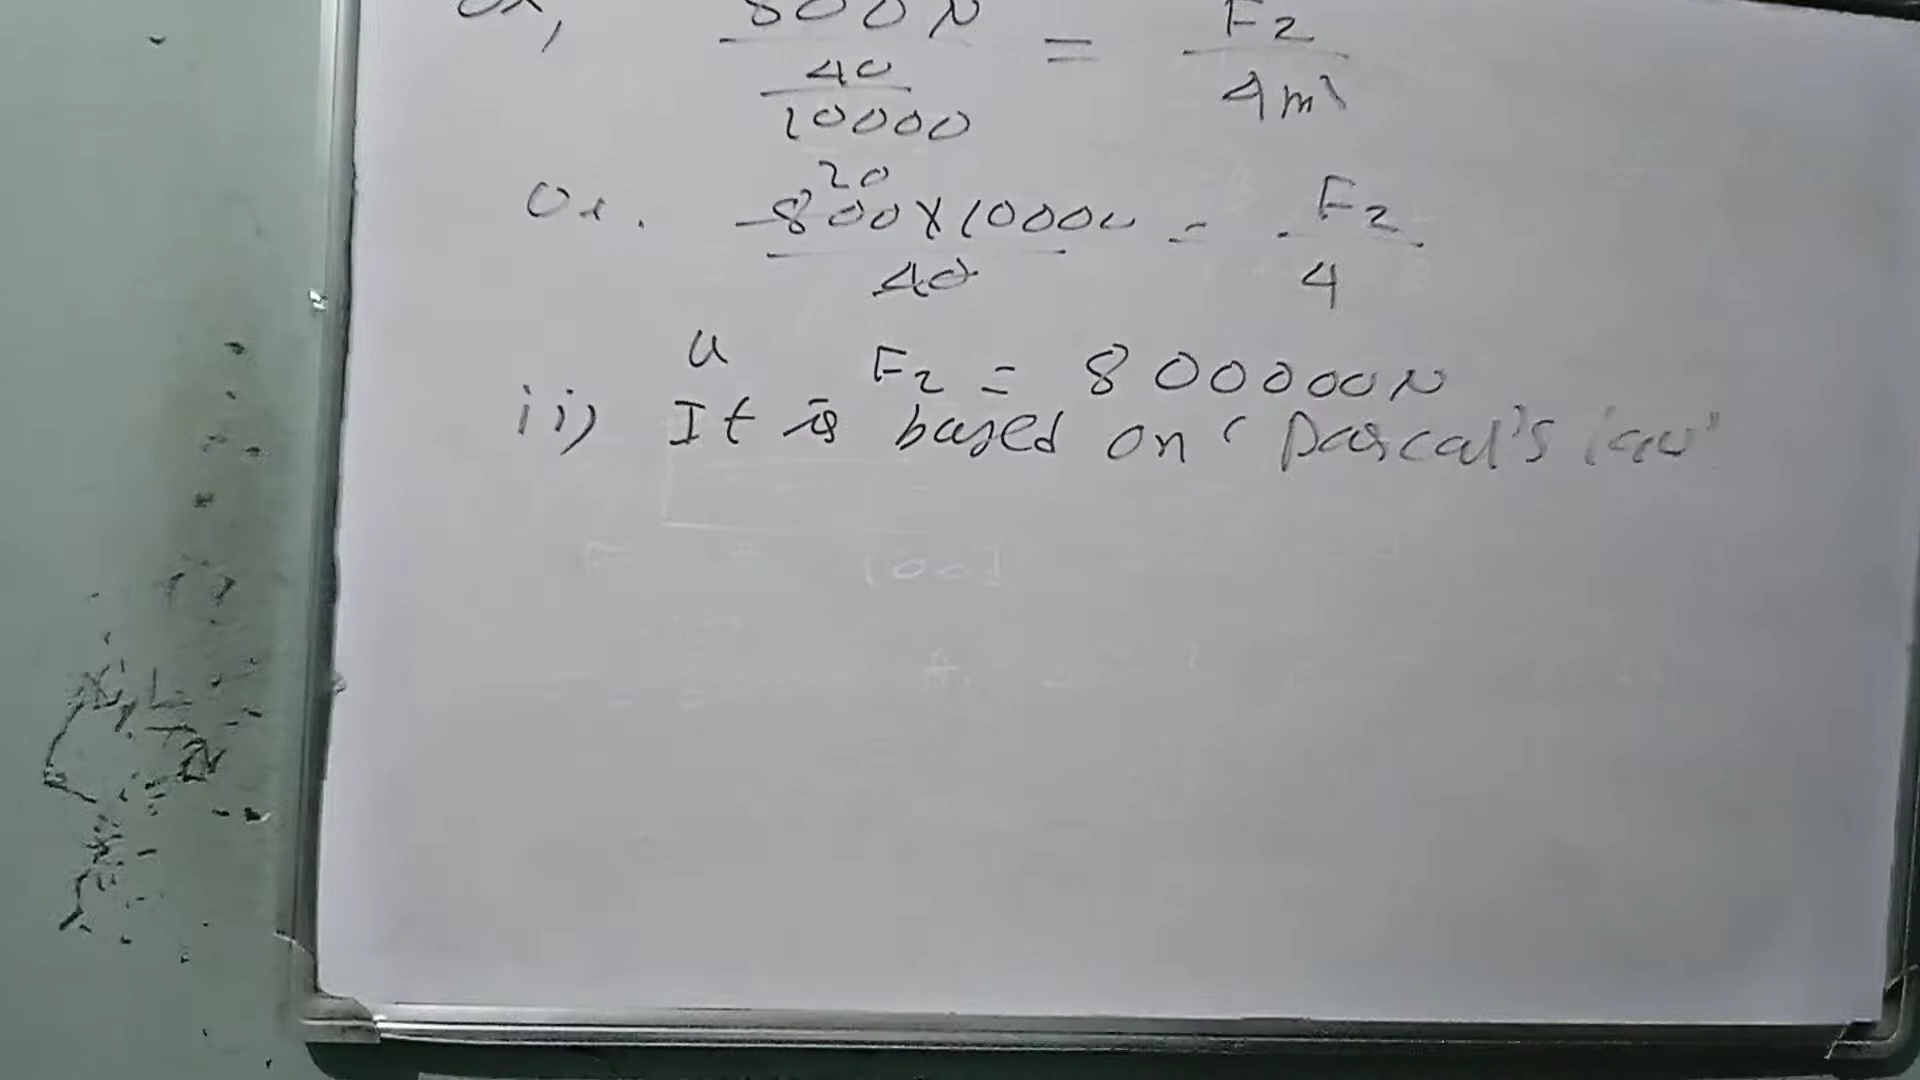 Or, 800N/(40/10000) = F2/4m²
20
Or. 800×10000/40 = F2/4
F2 = 800000N
ii) It is based on 'Pascal's law'